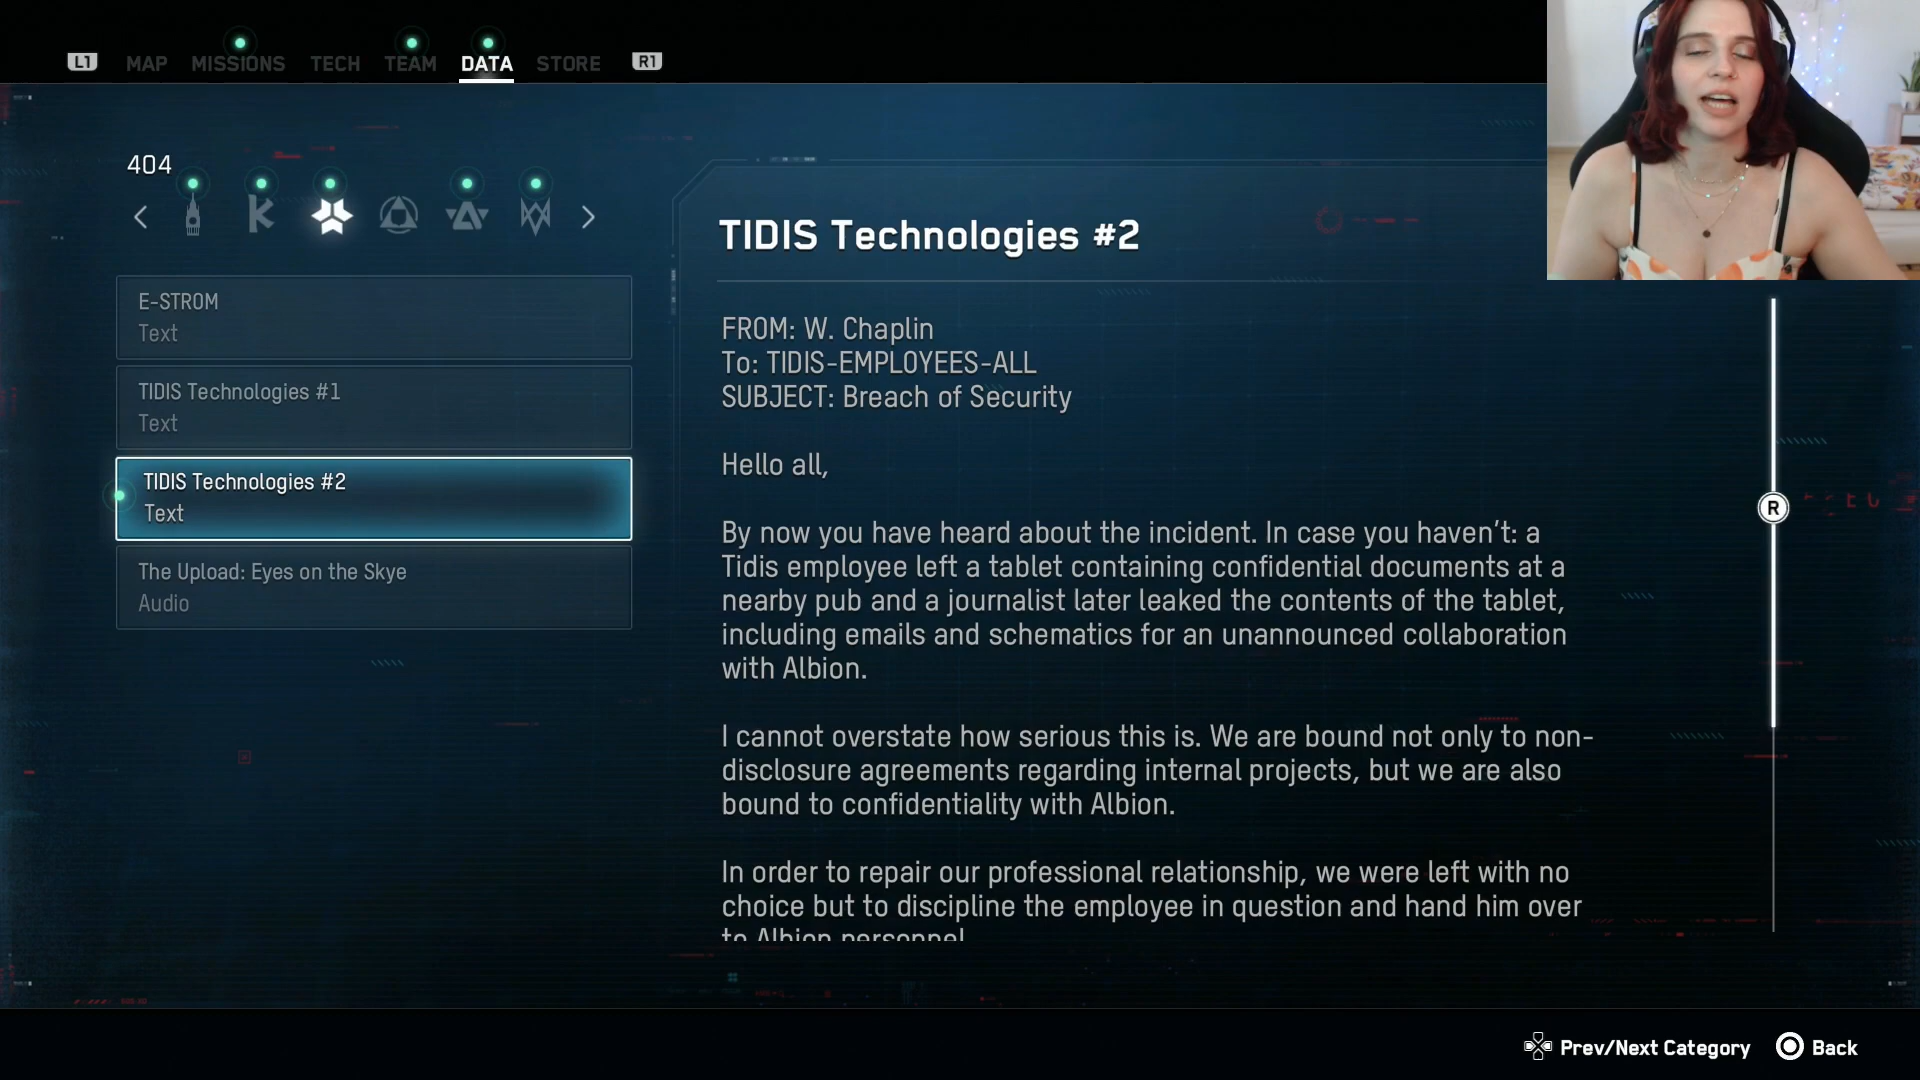 L1 MAP MISSIONS TECH TEAM DATA STORE R1
404
E-STROM
Text
TIDIS Technologies #1
Text
TIDIS Technologies #2
Text
The Upload: Eyes on the Skye
Audio
TIDIS Technologies #2
FROM: W. Chaplin
To: TIDIS-EMPLOYEES-ALL
SUBJECT: Breach of Security
Hello all,
By now you have heard about the incident. In case you haven't: a
Tidis employee left a tablet containing confidential documents at a
nearby pub and a journalist later leaked the contents of the tablet,
including emails and schematics for an unannounced collaboration
with Albion.
I cannot overstate how serious this is. We are bound not only to non-
disclosure agreements regarding internal projects, but we are also
bound to confidentiality with Albion.
In order to repair our professional relationship, we were left with no
choice but to discipline the employee in question and hand him over
to Albion personnel
R
Prev/Next Category Back